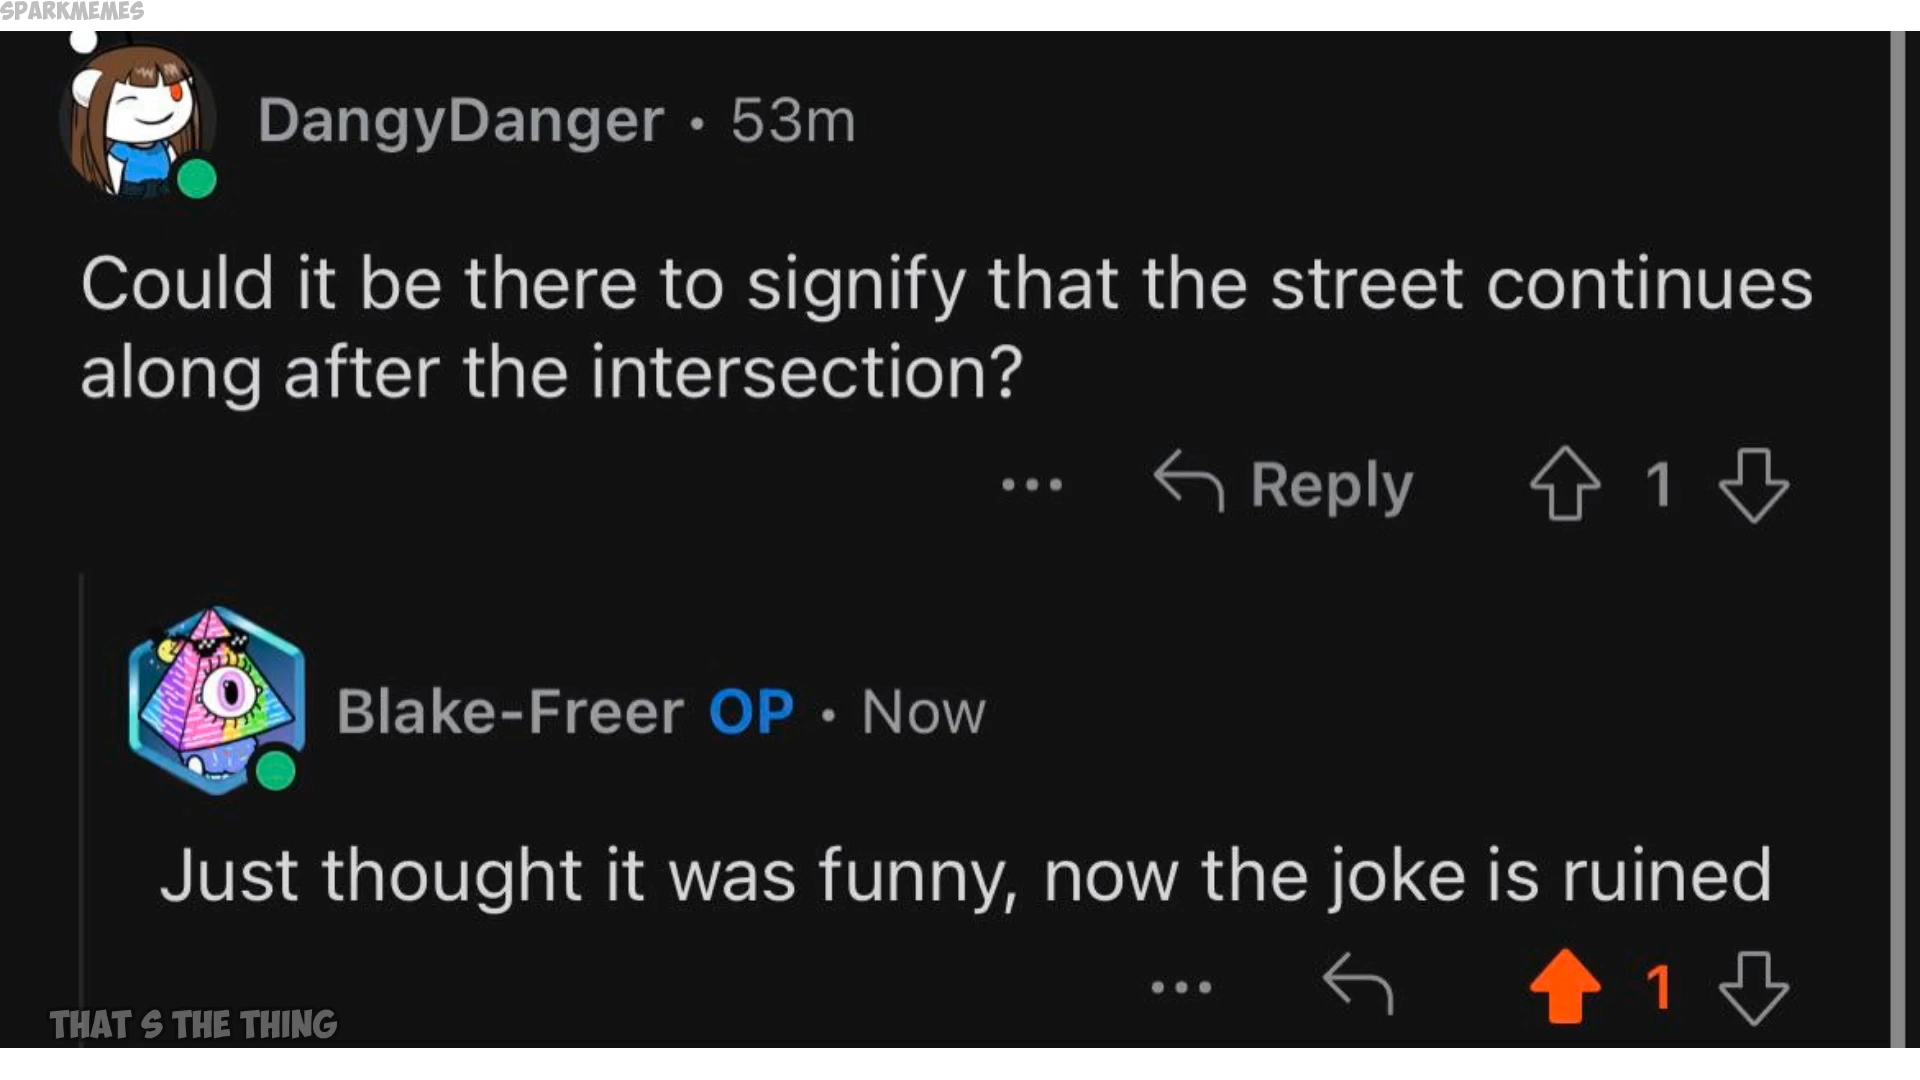 SPARKMEMES
DangyDanger • 53m
Could it be there to signify that the street continues
along after the intersection?
... Reply 1
Blake-Freer OP • Now
Just thought it was funny, now the joke is ruined
... 1
THAT S THE THING